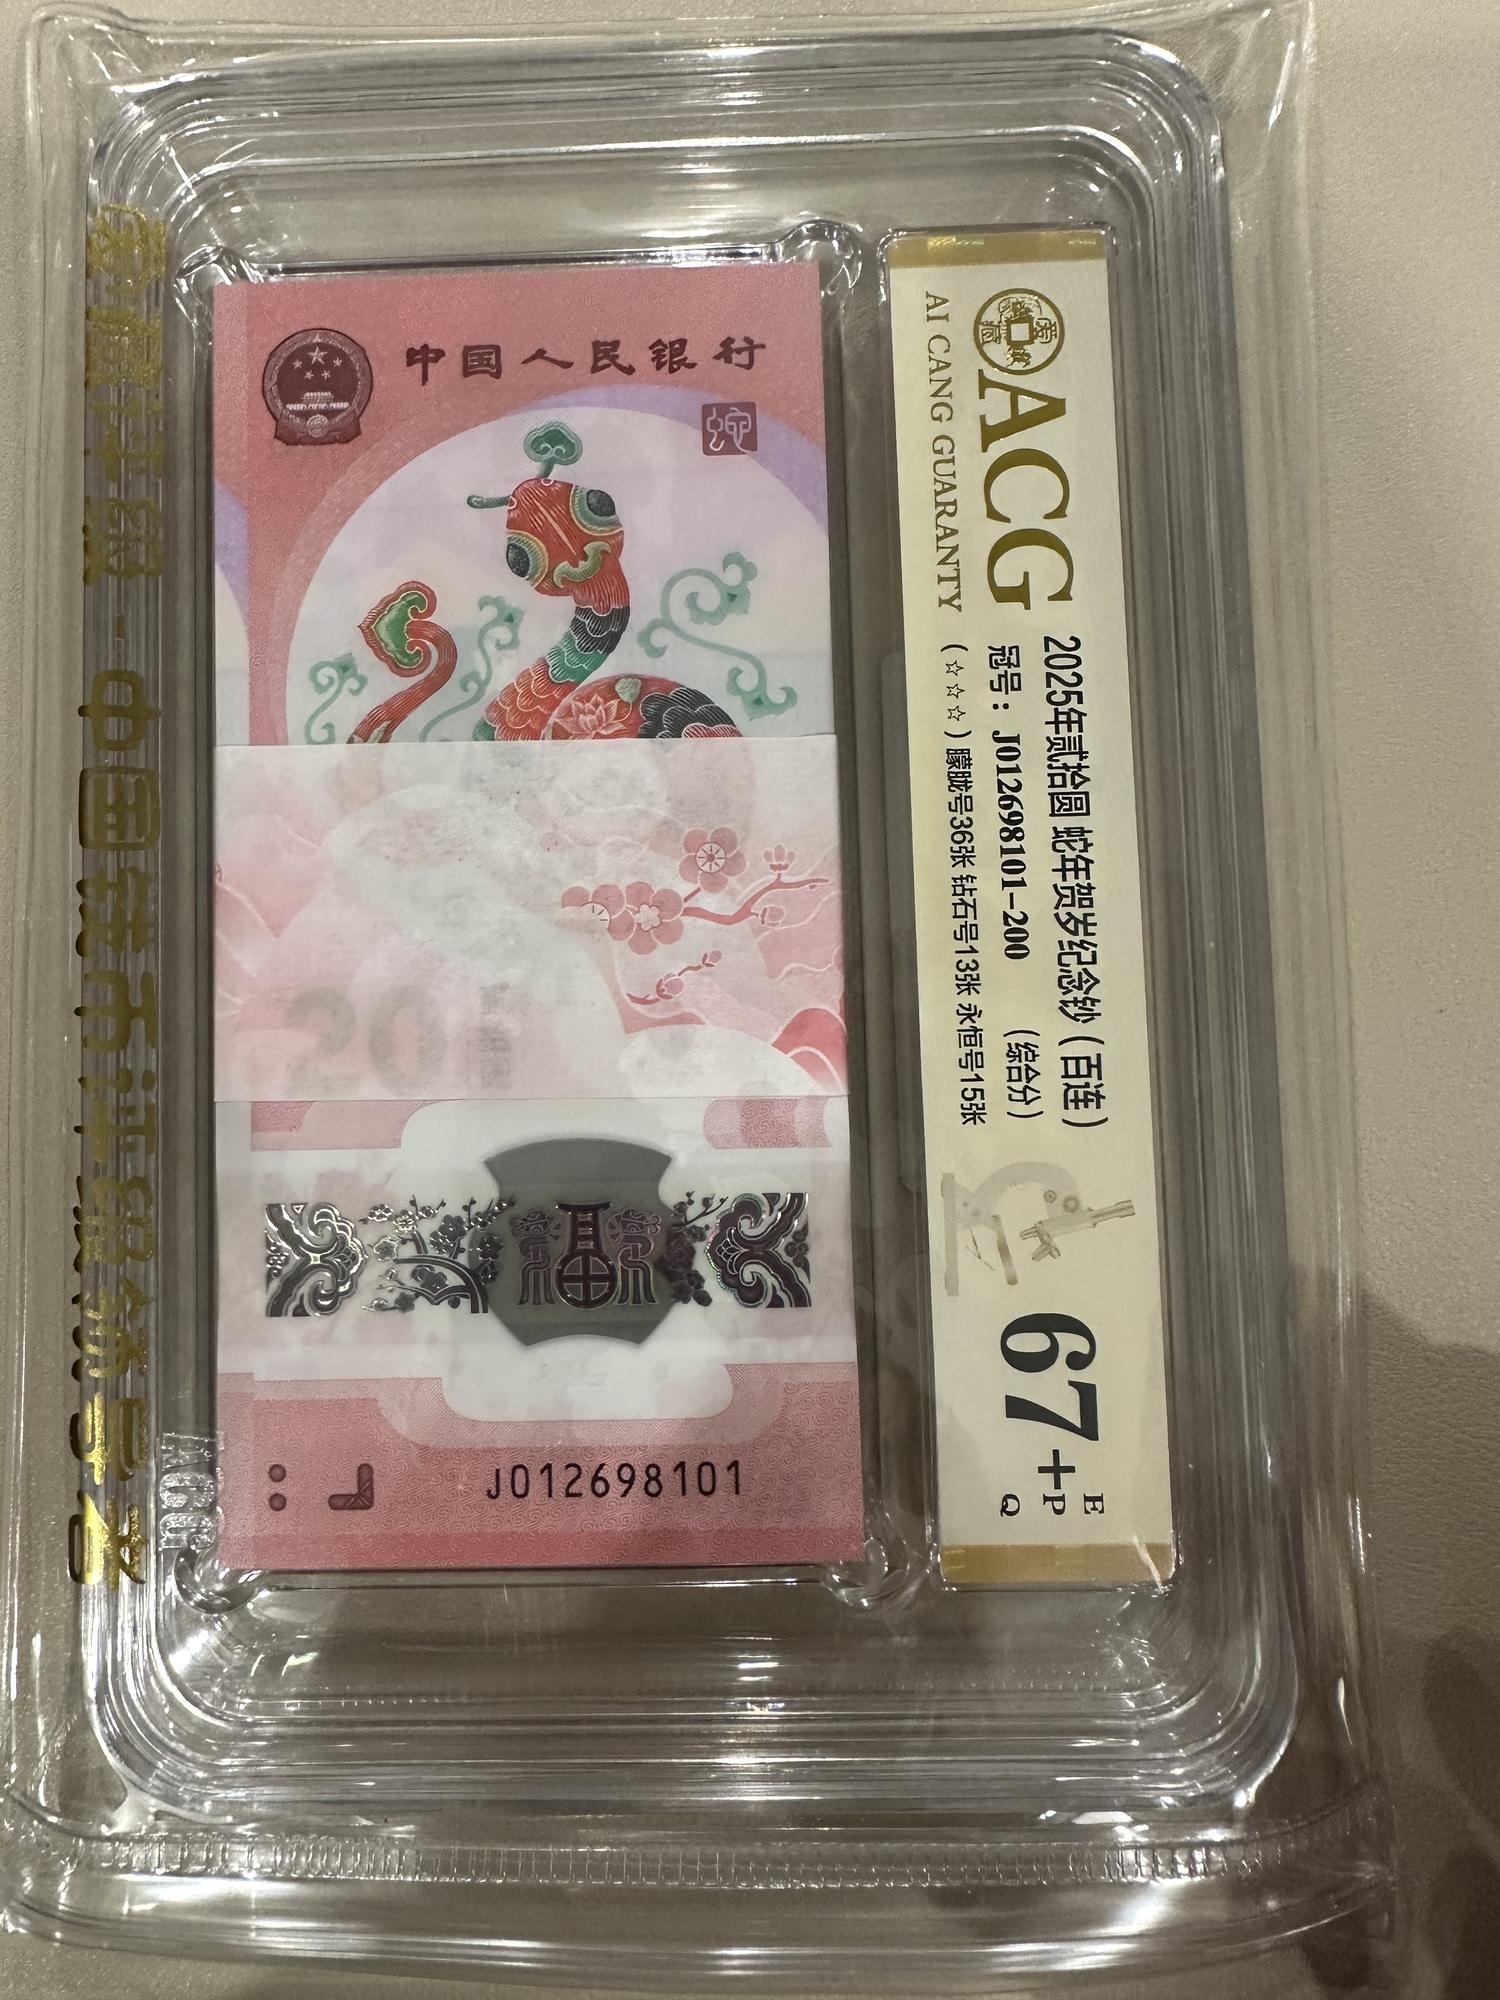 中国人民银行
蛇
20
J012698101
ACG
AI CANG GUARANTY
2025年贰拾圆 蛇年贺岁纪念钞（百连）
冠号：J012698101-200 （综合分）
（☆☆☆）朦胧号36张 钻石号13张 永恒号15张
67+
E
P
Q
爱藏评级·中国钱币评级领导者
ACG